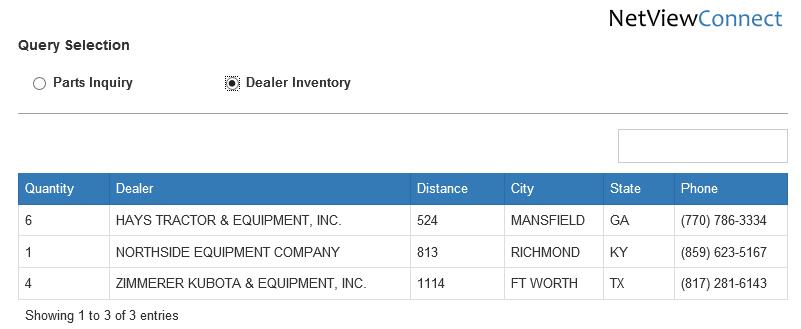 NetViewConnect
Query Selection
Parts Inquiry Dealer Inventory
Quantity Dealer Distance City State Phone
6 HAYS TRACTOR & EQUIPMENT, INC. 524 MANSFIELD GA (770) 786-3334
1 NORTHSIDE EQUIPMENT COMPANY 813 RICHMOND KY (859) 623-5167
4 ZIMMERER KUBOTA & EQUIPMENT, INC. 1114 FT WORTH TX (817) 281-6143
Showing 1 to 3 of 3 entries